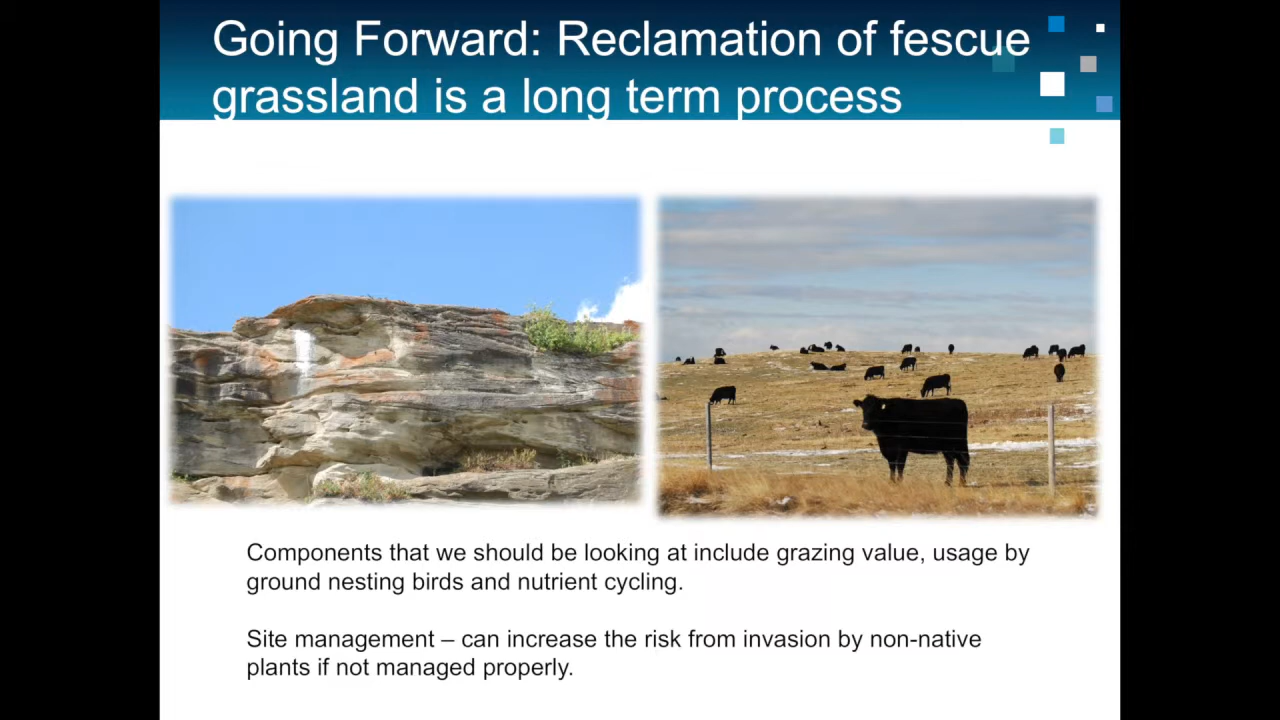 Going Forward: Reclamation of fescue
grassland is a long term process
Components that we should be looking at include grazing value, usage by
ground nesting birds and nutrient cycling.
Site management – can increase the risk from invasion by non-native
plants if not managed properly.